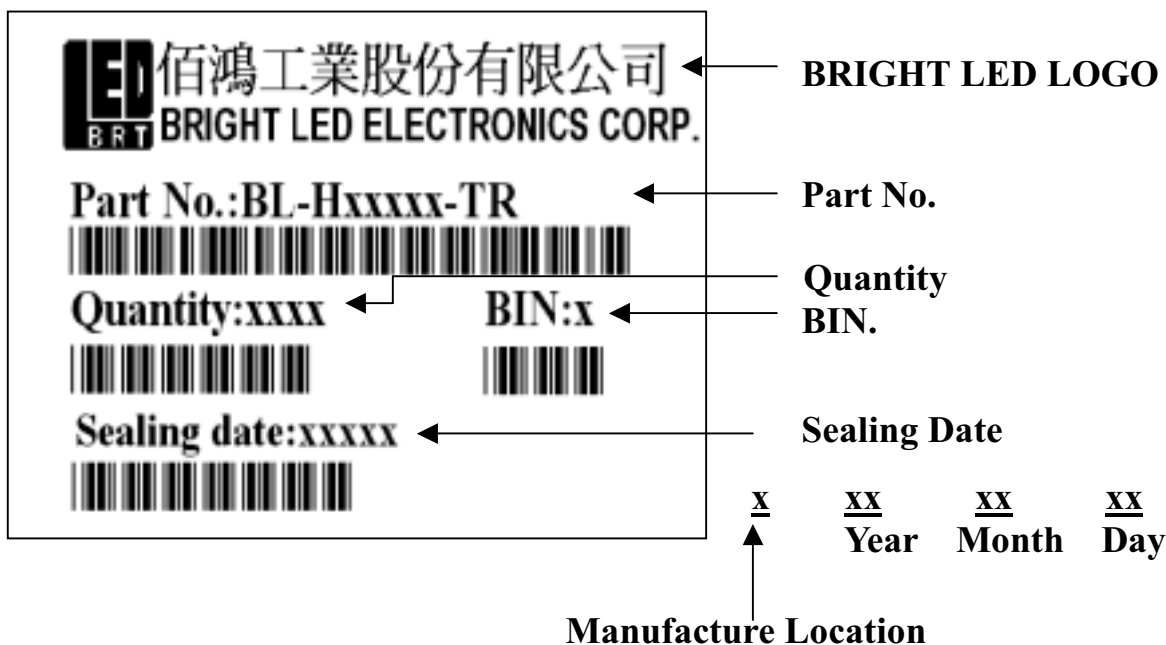 LED 佰鴻工業股份有限公司
BRT BRIGHT LED ELECTRONICS CORP.
BRIGHT LED LOGO
Part No.:BL-Hxxxxx-TR
Part No.
Quantity:xxxx
BIN:x
Quantity
BIN.
Sealing date:xxxxx
Sealing Date
x xx xx xx
Year Month Day
Manufacture Location